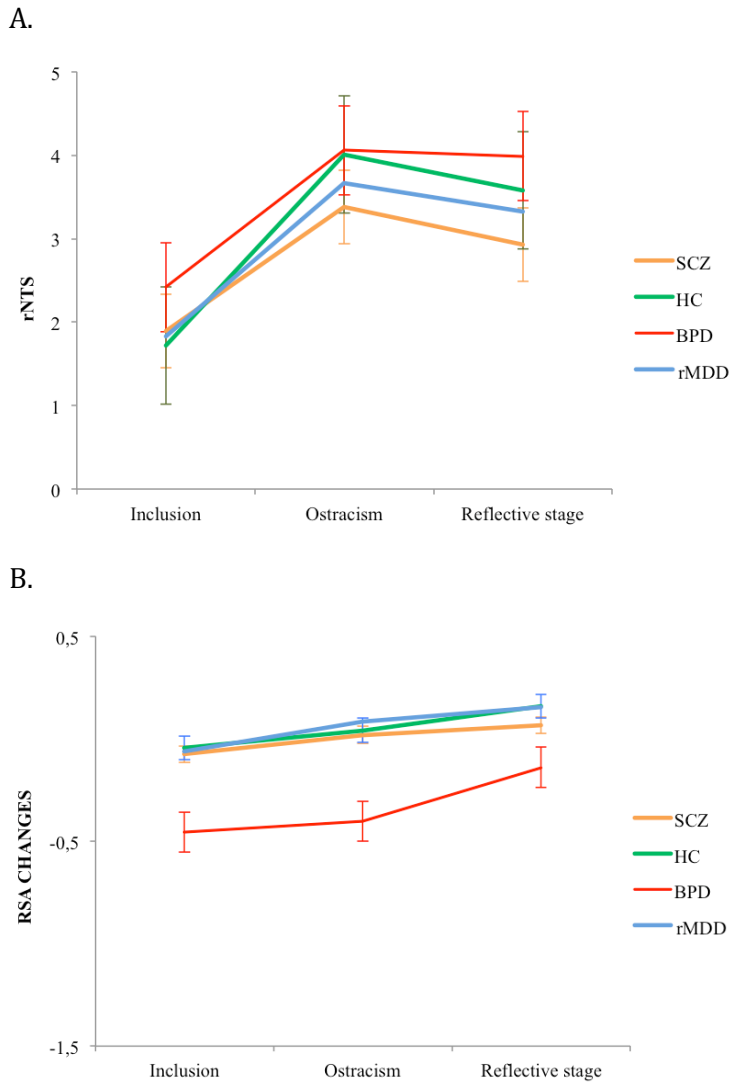 A.
5
4
3
2
1
0
rNTS
Inclusion Ostracism Reflective stage
SCZ
HC
BPD
rMDD
B.
0,5
-0,5
-1,5
RSA CHANGES
Inclusion Ostracism Reflective stage
SCZ
HC
BPD
rMDD